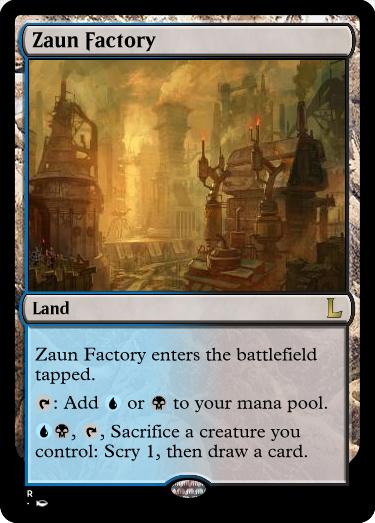 Zaun Factory
Land L
Zaun Factory enters the battlefield
tapped.
: Add or to your mana pool.
, , Sacrifice a creature you
control: Scry 1, then draw a card.
R